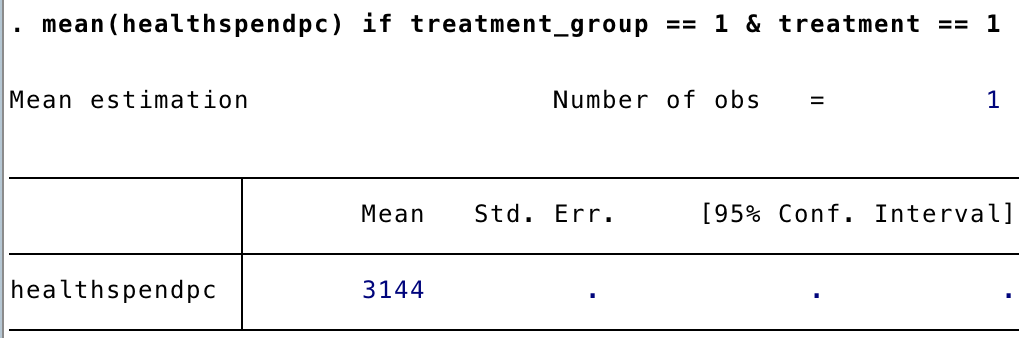 . mean(healthspendpc) if treatment_group == 1 & treatment == 1
Mean estimation Number of obs = 1
Mean Std. Err. [95% Conf. Interval]
healthspendpc 3144 . . .